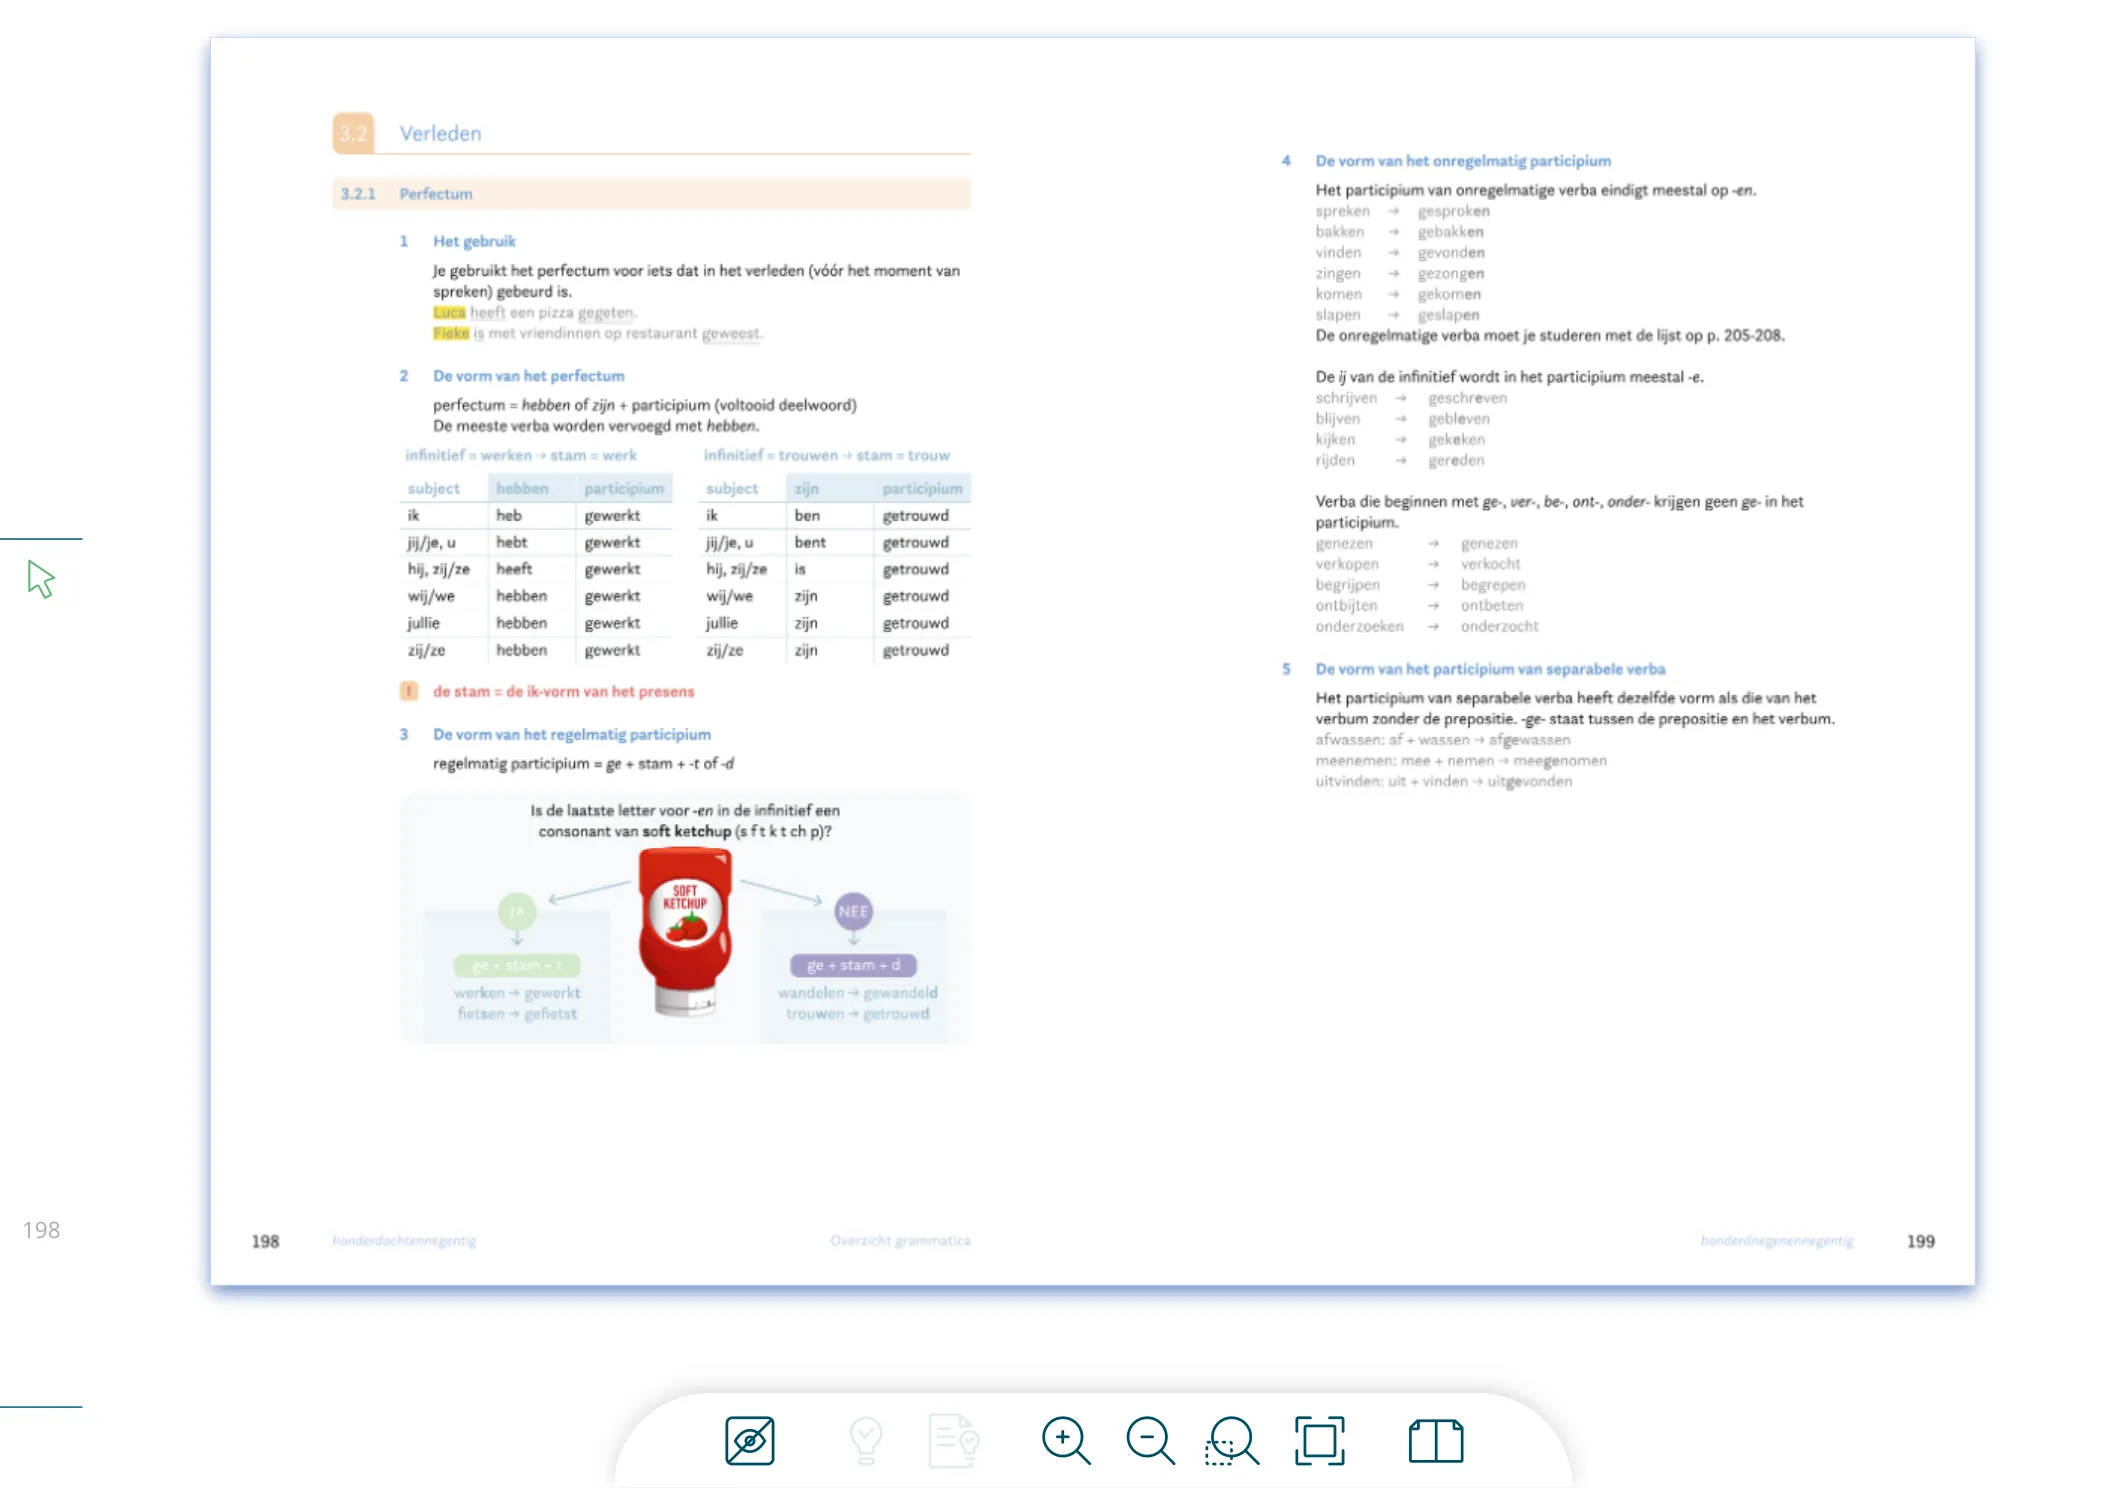 3.2 Verleden
3.2.1 Perfectum
1 Het gebruik
Je gebruikt het perfectum voor iets dat in het verleden (vóór het moment van
spreken) gebeurd is.
Luca heeft een pizza gegeten.
Fieke is met vriendinnen op restaurant geweest.
2 De vorm van het perfectum
perfectum = hebben of zijn + participium (voltooid deelwoord)
De meeste verba worden vervoegd met hebben.
infinitief = werken → stam = werk
subject hebben participium
ik heb gewerkt
jij/je, u hebt gewerkt
hij, zij/ze heeft gewerkt
wij/we hebben gewerkt
jullie hebben gewerkt
zij/ze hebben gewerkt
infinitief = trouwen → stam = trouw
subject zijn participium
ik ben getrouwd
jij/je, u bent getrouwd
hij, zij/ze is getrouwd
wij/we zijn getrouwd
jullie zijn getrouwd
zij/ze zijn getrouwd
! de stam = de ik-vorm van het presens
3 De vorm van het regelmatig participium
regelmatig participium = ge + stam + -t of -d
Is de laatste letter voor -en in de infinitief een
consonant van soft ketchup (s f t k t ch p)?
SOFT
KETCHUP
JA
ge + stam + t
werken → gewerkt
fietsen → gefietst
NEE
ge + stam + d
wandelen → gewandeld
trouwen → getrouwd
198 honderdachtennegentig Overzicht grammatica
4 De vorm van het onregelmatig participium
Het participium van onregelmatige verba eindigt meestal op -en.
spreken → gesproken
bakken → gebakken
vinden → gevonden
zingen → gezongen
komen → gekomen
slapen → geslapen
De onregelmatige verba moet je studeren met de lijst op p. 205-208.
De ij van de infinitief wordt in het participium meestal -e.
schrijven → geschreven
blijven → gebleven
kijken → gekeken
rijden → gereden
Verba die beginnen met ge-, ver-, be-, ont-, onder- krijgen geen ge- in het
participium.
genezen → genezen
verkopen → verkocht
begrijpen → begrepen
ontbijten → ontbeten
onderzoeken → onderzocht
5 De vorm van het participium van separabele verba
Het participium van separabele verba heeft dezelfde vorm als die van het
verbum zonder de prepositie. -ge- staat tussen de prepositie en het verbum.
afwassen: af + wassen → afgewassen
meenemen: mee + nemen → meegenomen
uitvinden: uit + vinden → uitgevonden
honderdnegenennegentig 199
198